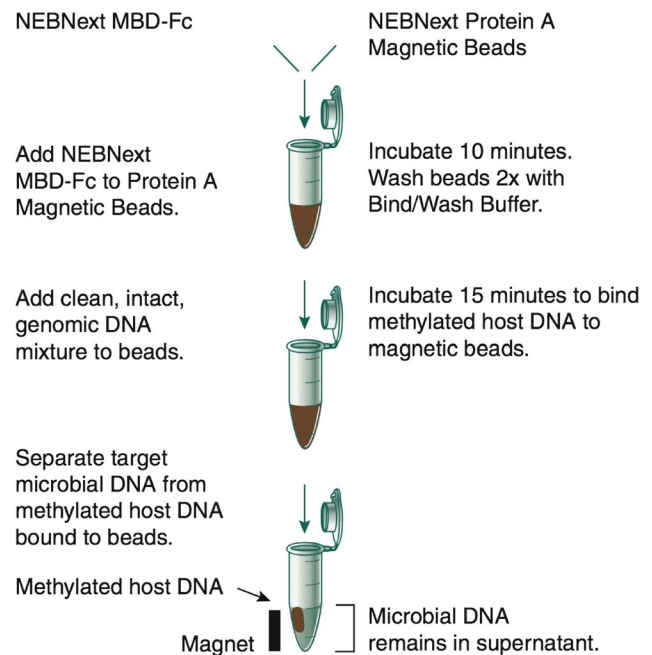 NEBNext MBD-Fc
NEBNext Protein A
Magnetic Beads
Add NEBNext
MBD-Fc to Protein A
Magnetic Beads.
Incubate 10 minutes.
Wash beads 2x with
Bind/Wash Buffer.
Add clean, intact,
genomic DNA
mixture to beads.
Incubate 15 minutes to bind
methylated host DNA to
magnetic beads.
Separate target
microbial DNA from
methylated host DNA
bound to beads.
Methylated host DNA
Magnet
Microbial DNA
remains in supernatant.